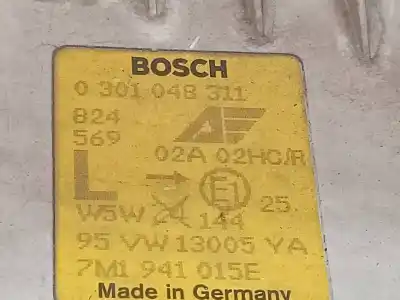 BOSCH
0 301 048 311
824
569
02A 02HC/R
L → E1 25.
W5W 144
95 VW 13005 YA
7M1 941 015E
Made in Germany